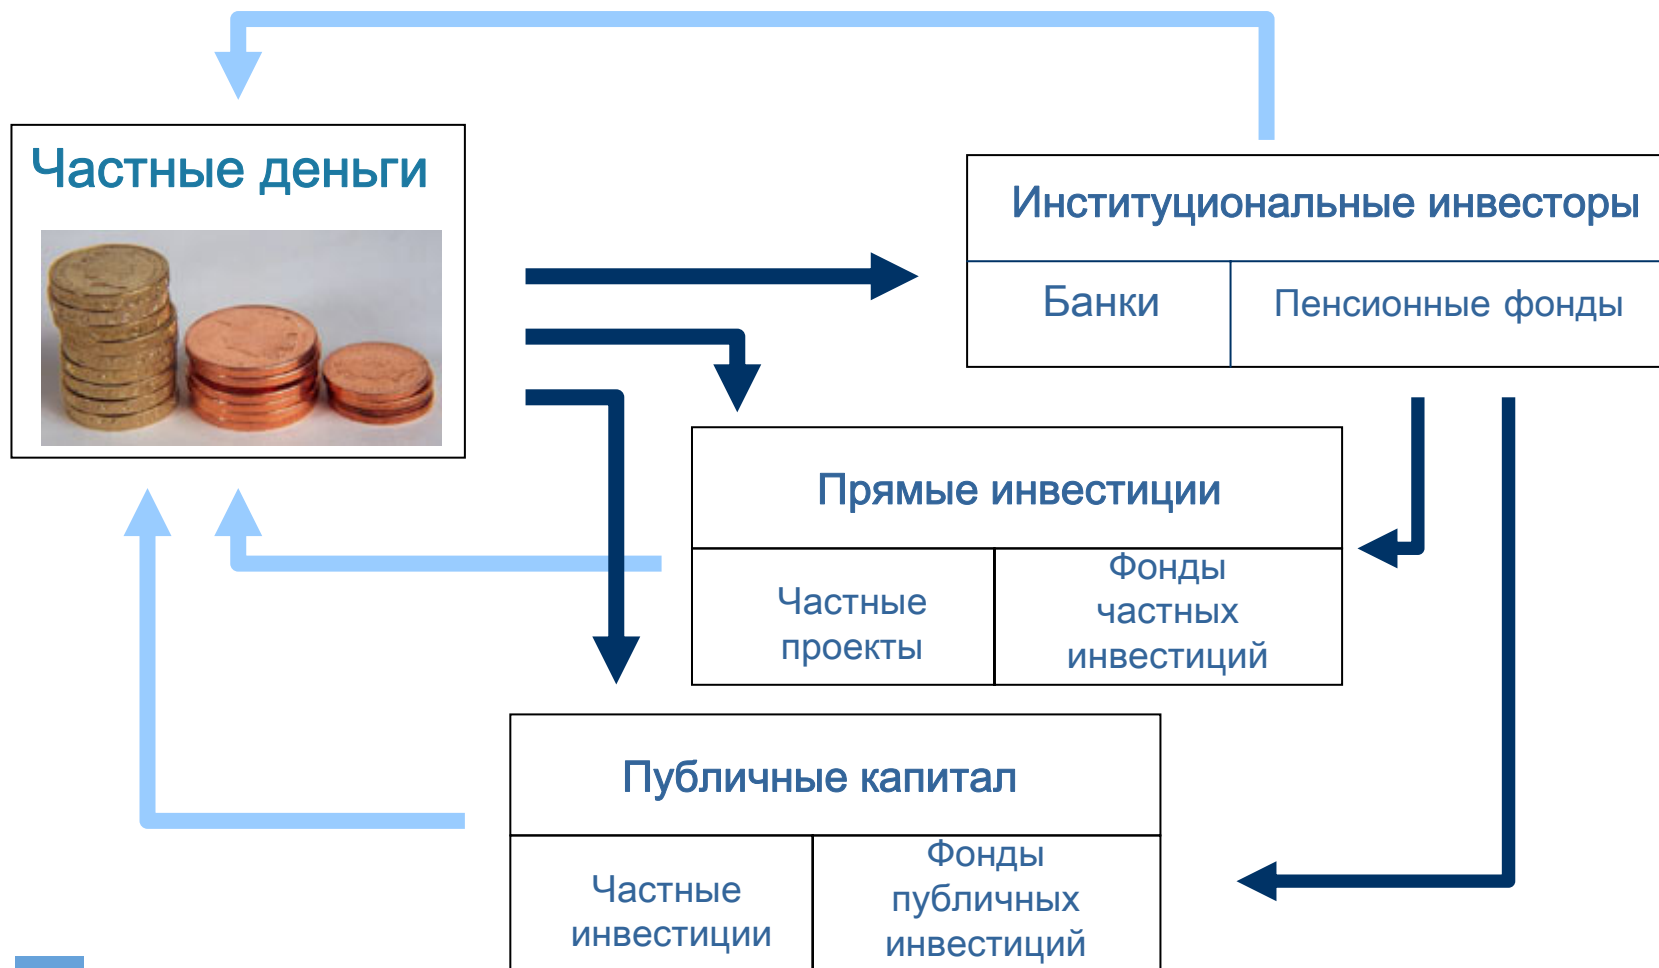 Частные деньги
Институциональные инвесторы
Банки
Пенсионные фонды
Прямые инвестиции
Частные
проекты
Фонды
частных
инвестиций
Публичные капитал
Частные
инвестиции
Фонды
публичных
инвестиций